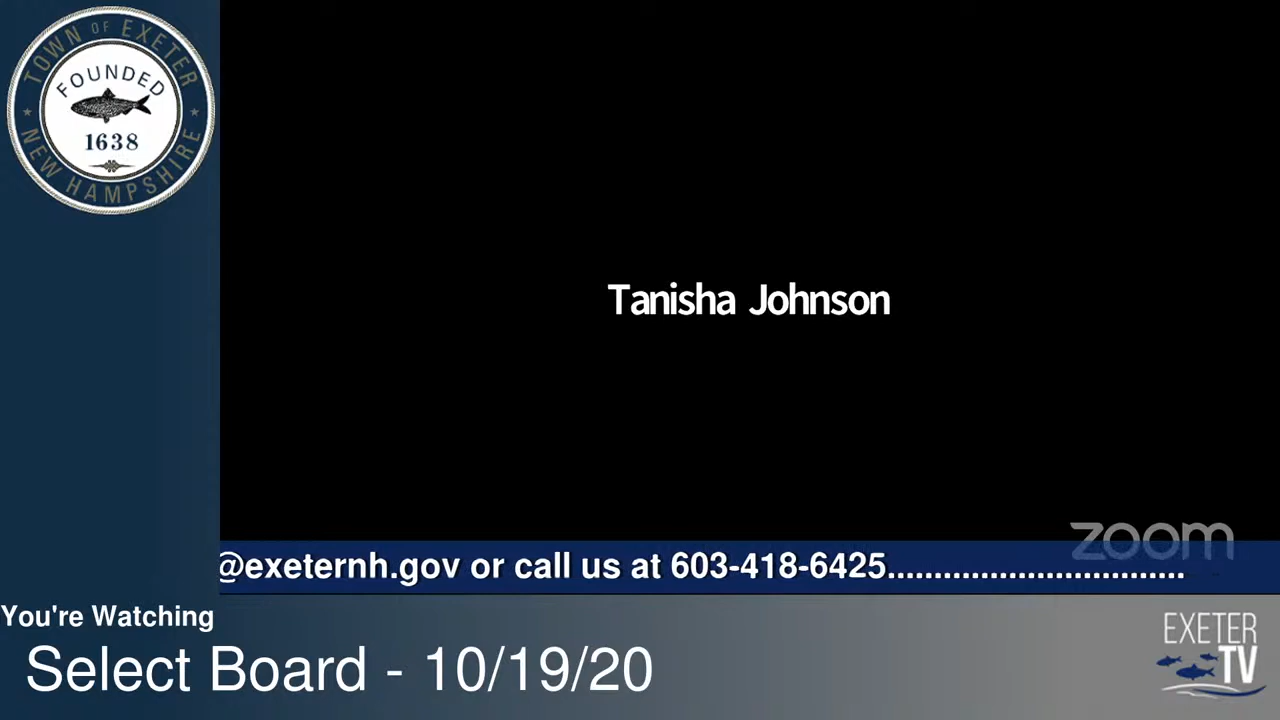 TOWN OF EXETER
FOUNDED
1638
NEW HAMPSHIRE
Tanisha Johnson
zoom
@exeternh.gov or call us at 603-418-6425................................
You're Watching
Select Board - 10/19/20
EXETER
TV